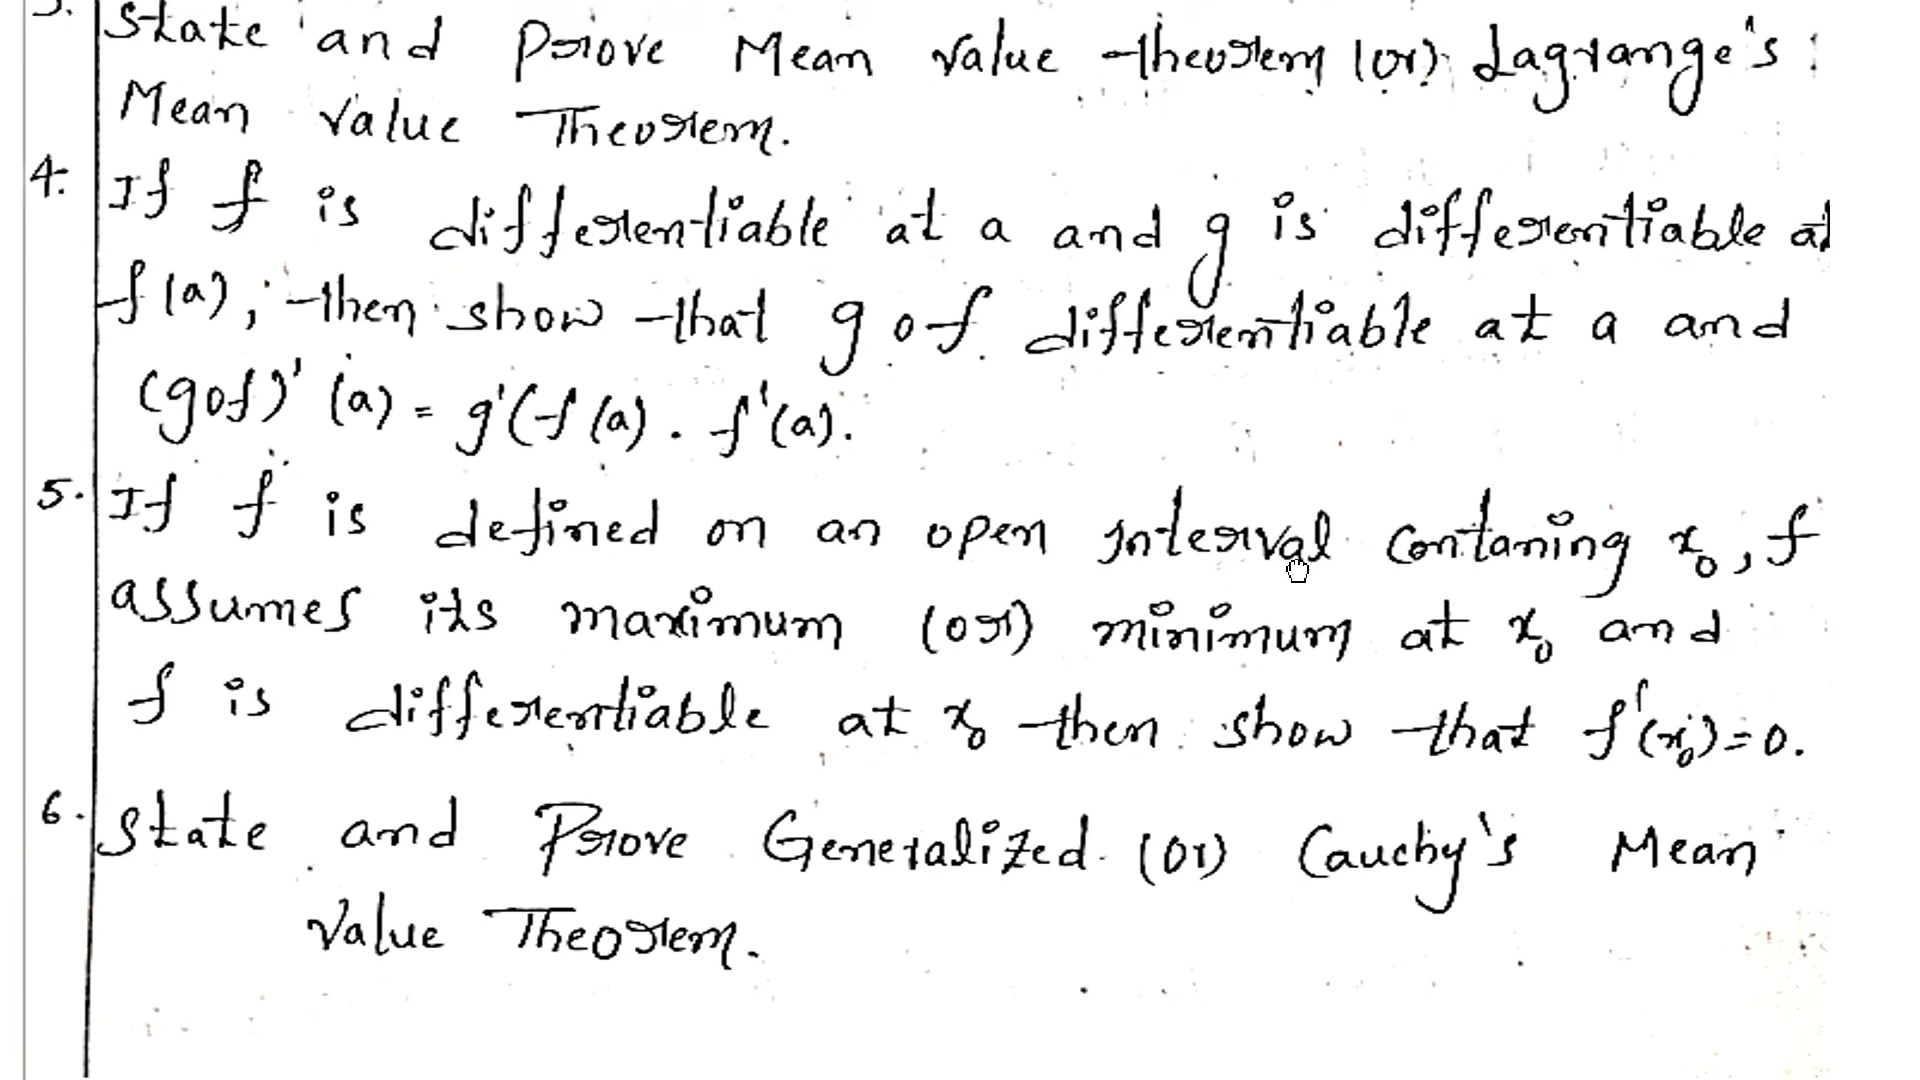 3. State and Prove Mean Value theorem (or) Lagrange's
Mean Value Theorem.
4. If f is differentiable at a and g is differentiable at
f(a), then show that g o f differentiable at a and
(gof)' (a) = g'(f(a) . f'(a).
5. If f is defined on an open Interval Contaning x₀, f
assumes its maximum (or) minimum at x₀ and
f is differentiable at x₀ then show that f'(x₀)=0.
6. State and Prove Generalized (or) Cauchy's Mean
Value Theorem.